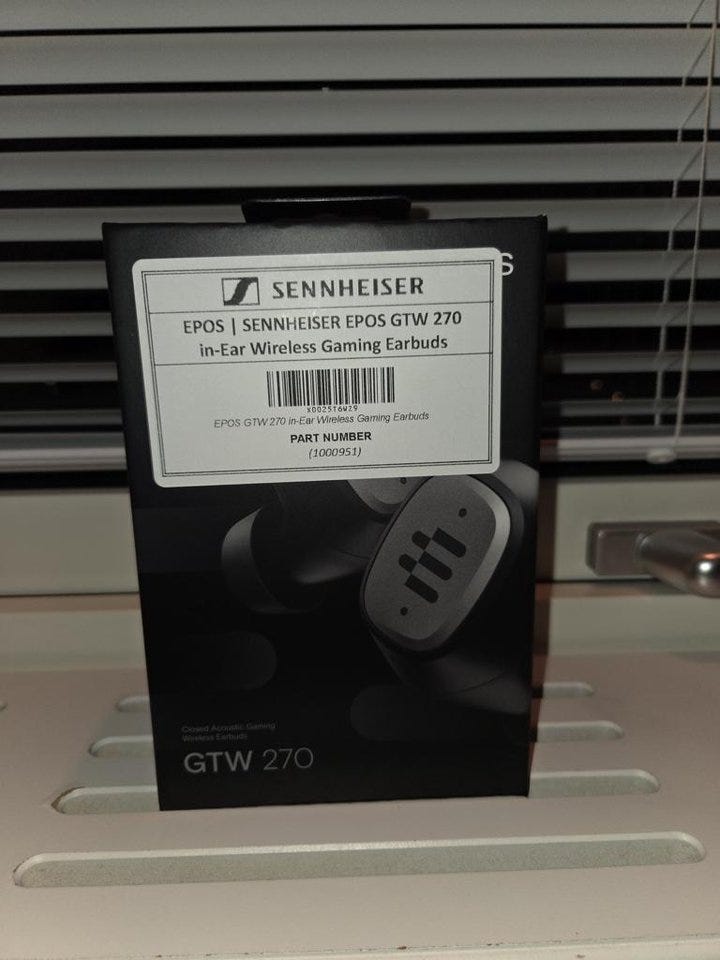 S
SENNHEISER
EPOS | SENNHEISER EPOS GTW 270
in-Ear Wireless Gaming Earbuds
X002516W29
EPOS GTW 270 in-Ear Wireless Gaming Earbuds
PART NUMBER
(1000951)
Closed Acoustic Gaming
Wireless Earbuds
GTW 270